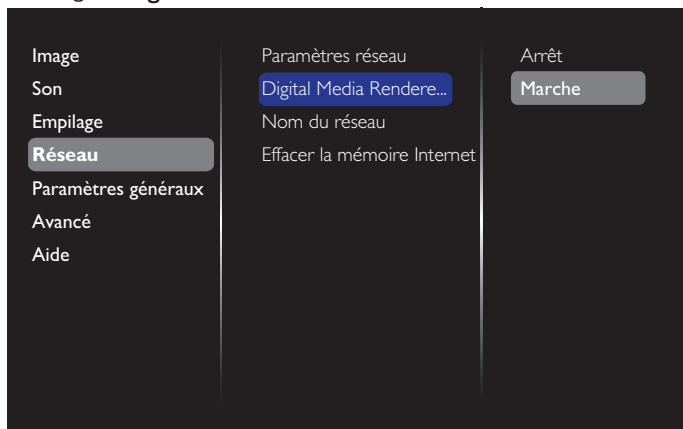 Image
Son
Empilage
Réseau
Paramètres généraux
Avancé
Aide
Paramètres réseau
Digital Media Rendere...
Nom du réseau
Effacer la mémoire Internet
Arrêt
Marche